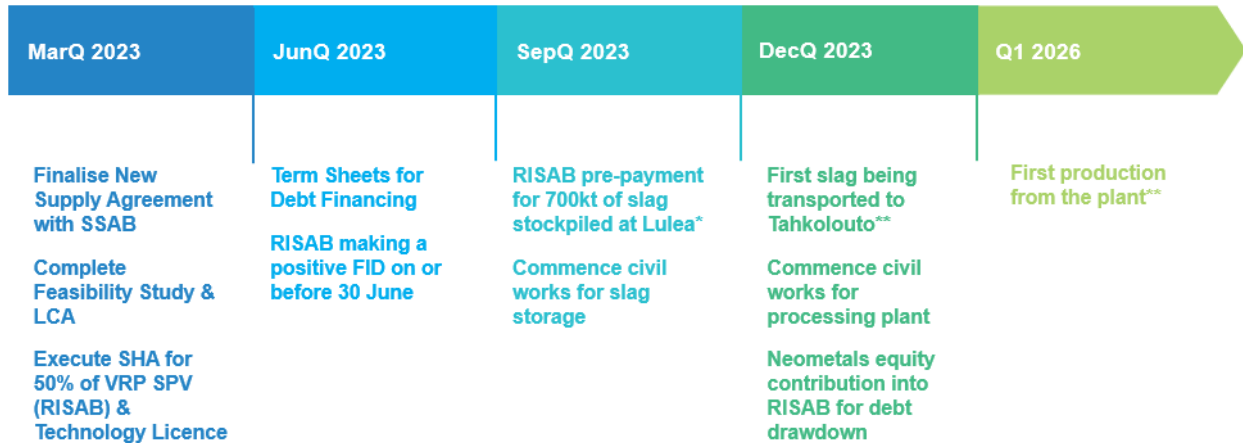 MarQ 2023
JunQ 2023
SepQ 2023
DecQ 2023
Q1 2026
Finalise New
Supply Agreement
with SSAB
Complete
Feasibility Study &
LCA
Execute SHA for
50% of VRP SPV
(RISAB) &
Technology Licence
Term Sheets for
Debt Financing
RISAB making a
positive FID on or
before 30 June
RISAB pre-payment
for 700kt of slag
stockpiled at Lulea*
Commence civil
works for slag
storage
First slag being
transported to
Tahkolouto**
Commence civil
works for
processing plant
Neometals equity
contribution into
RISAB for debt
drawdown
First production
from the plant**